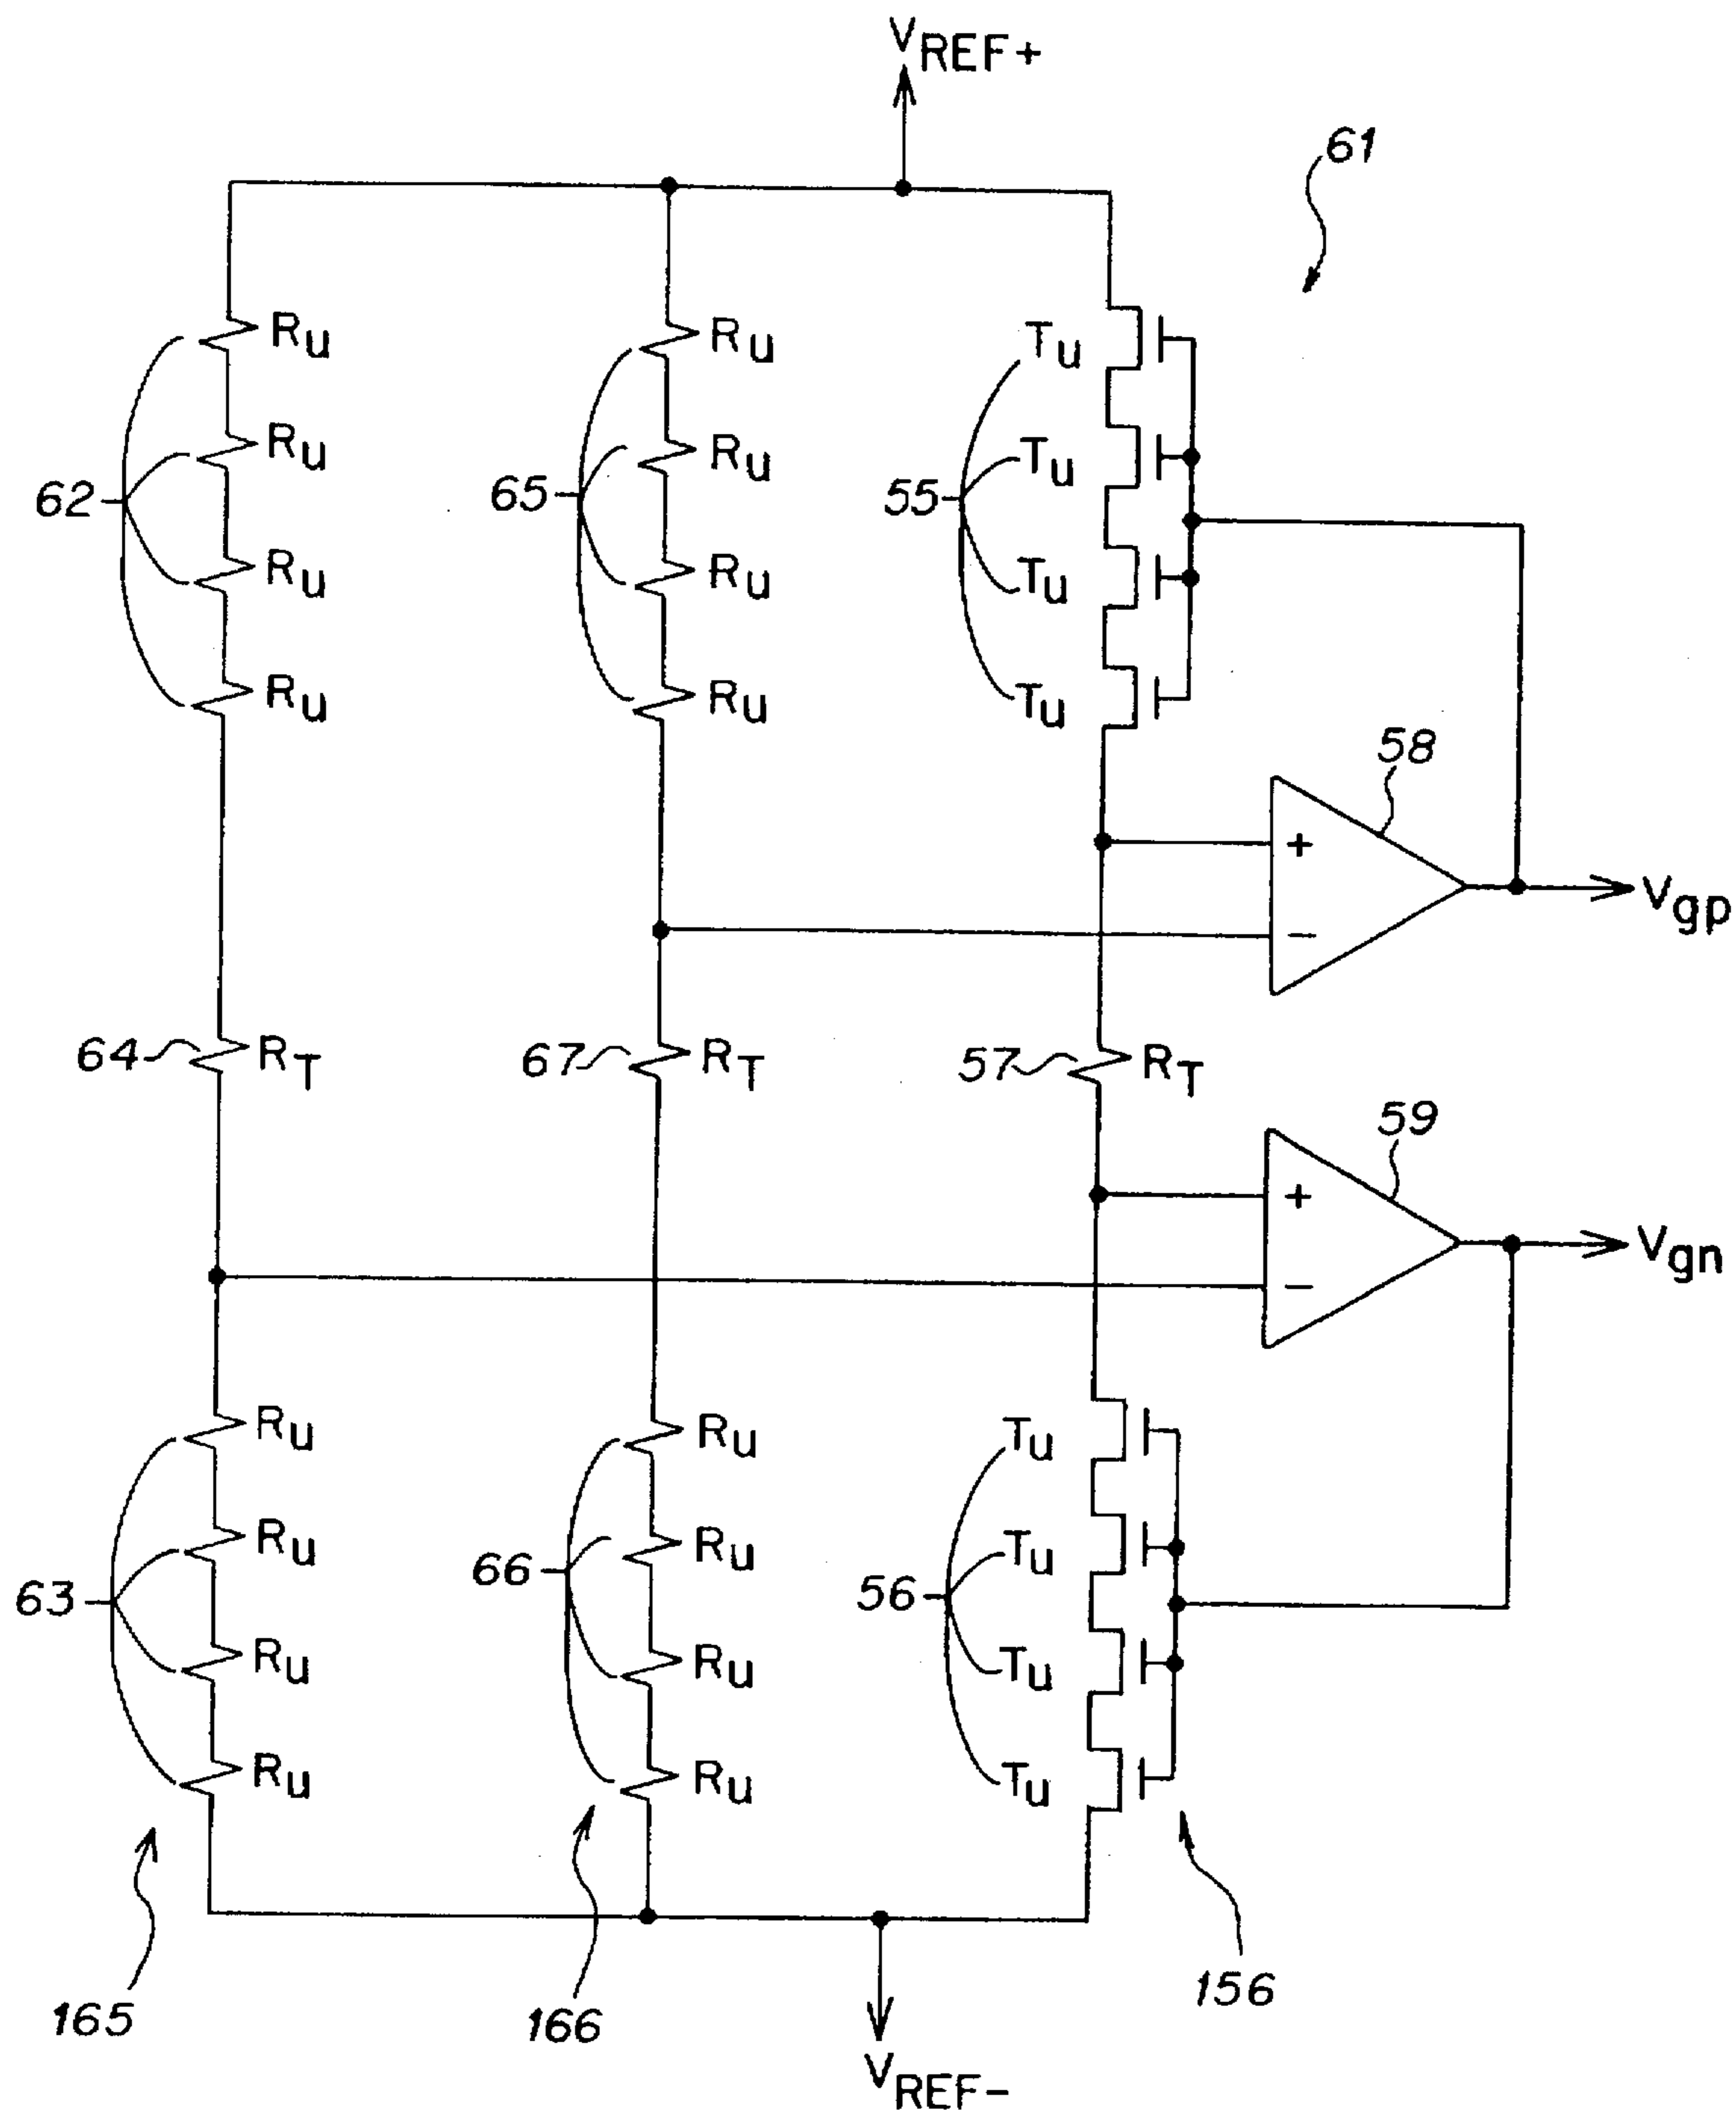 VREF+
61
Ru Ru Tu
Ru Ru Tu
62 65 55
Ru Ru Tu
Ru Ru Tu
58
+
−
Vgp
64 RT 67 RT 57 RT
59
+
−
Vgn
Ru Ru Tu
Ru Ru Tu
63 66 56
Ru Ru Tu
Ru Ru Tu
165 166 156
VREF−